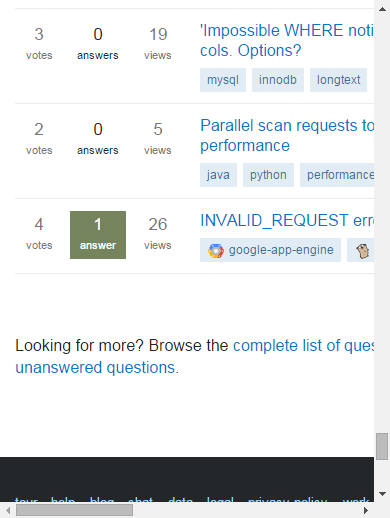 3 0 19 'Impossible WHERE noti
votes answers views cols. Options?
mysql innodb longtext
2 0 5 Parallel scan requests to
votes answers views performance
java python performance
4 1 26 INVALID_REQUEST erro
votes answer views google-app-engine
Looking for more? Browse the complete list of ques
unanswered questions.
tour help blog chat data legal privacy policy work